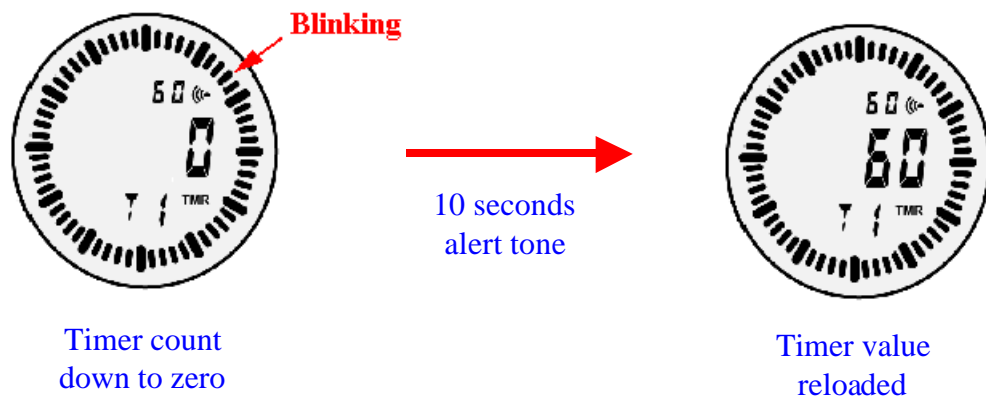 Blinking
60
0
T 1 TMR
Timer count
down to zero
10 seconds
alert tone
60
60
T 1 TMR
Timer value
reloaded